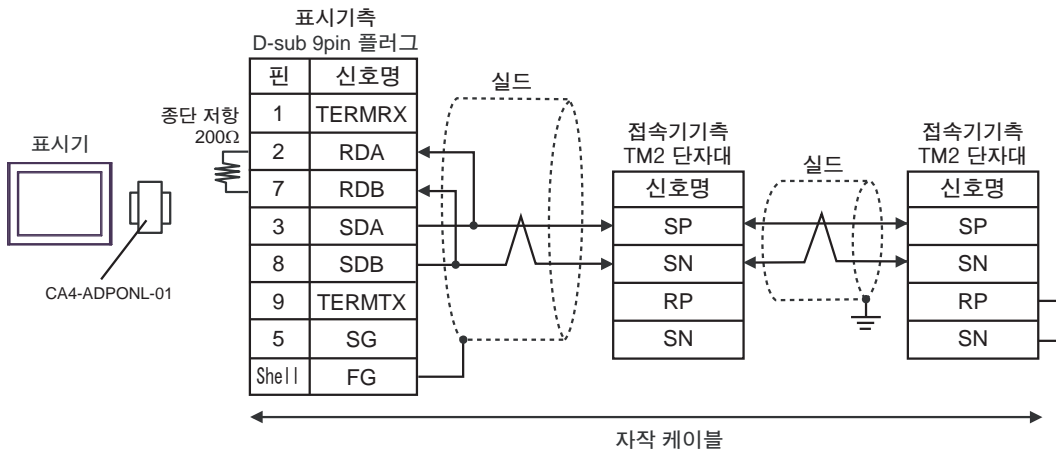 표시기측
D-sub 9pin 플러그
핀 신호명
1 TERMRX
2 RDA
7 RDB
3 SDA
8 SDB
9 TERMTX
5 SG
Shell FG
종단 저항
200Ω
표시기
CA4-ADPONL-01
실드
접속기기측
TM2 단자대
신호명
SP
SN
RP
SN
실드
접속기기측
TM2 단자대
신호명
SP
SN
RP
SN
자작 케이블